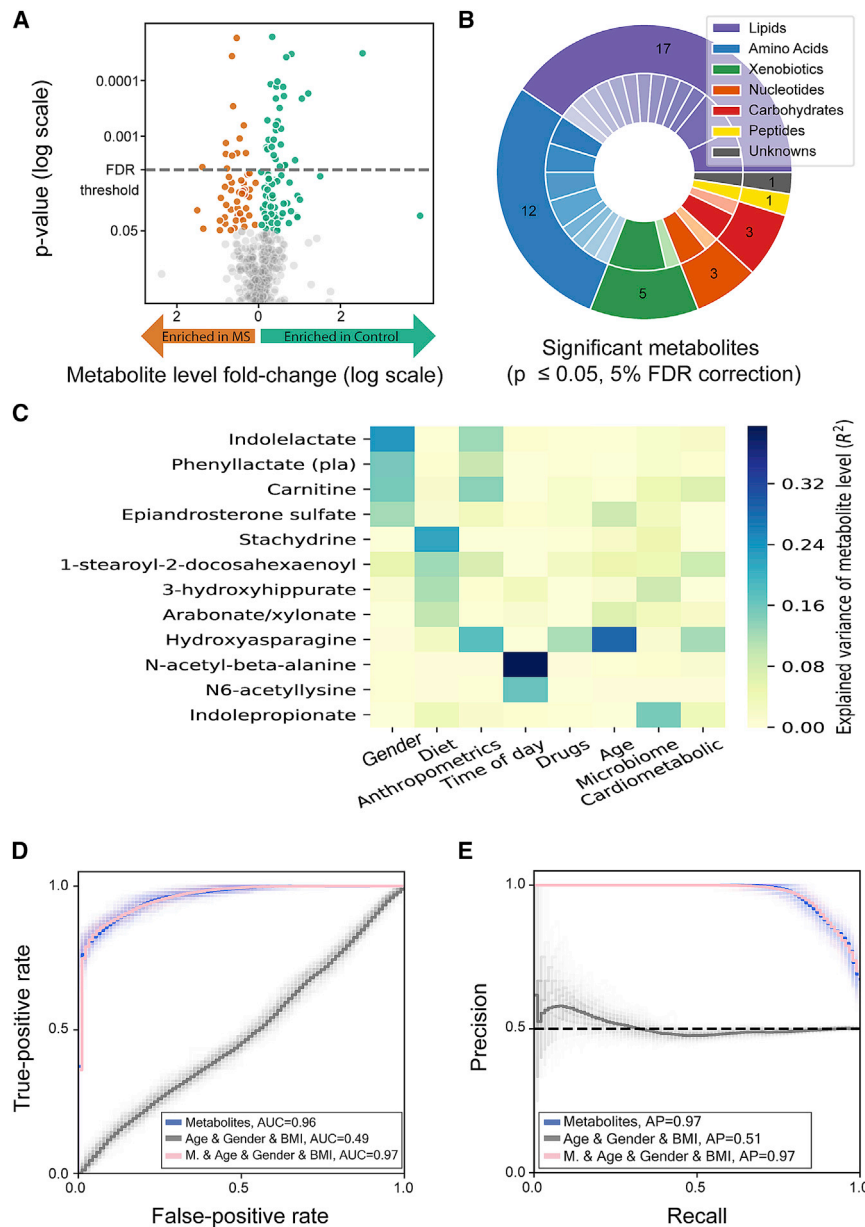 A
p-value (log scale)
0.0001
0.001
FDR
threshold
0.05
2
0
2
Enriched in MS
Enriched in Control
Metabolite level fold-change (log scale)
B
17
12
5
3
3
1
1
Lipids
Amino Acids
Xenobiotics
Nucleotides
Carbohydrates
Peptides
Unknowns
Significant metabolites
(p ≤ 0.05, 5% FDR correction)
C
Indolelactate
Phenyllactate (pla)
Carnitine
Epiandrosterone sulfate
Stachydrine
1-stearoyl-2-docosahexaenoyl
3-hydroxyhippurate
Arabonate/xylonate
Hydroxyasparagine
N-acetyl-beta-alanine
N6-acetyllysine
Indolepropionate
Gender
Diet
Anthropometrics
Time of day
Drugs
Age
Microbiome
Cardiometabolic
0.32
0.24
0.16
0.08
0.00
Explained variance of metabolite level (R²)
D
True-positive rate
1.0
0.5
0.0
0.0
0.5
1.0
Metabolites, AUC=0.96
Age & Gender & BMI, AUC=0.49
M. & Age & Gender & BMI, AUC=0.97
False-positive rate
E
Precision
1.0
0.5
0.0
0.0
0.5
1.0
Metabolites, AP=0.97
Age & Gender & BMI, AP=0.51
M. & Age & Gender & BMI, AP=0.97
Recall